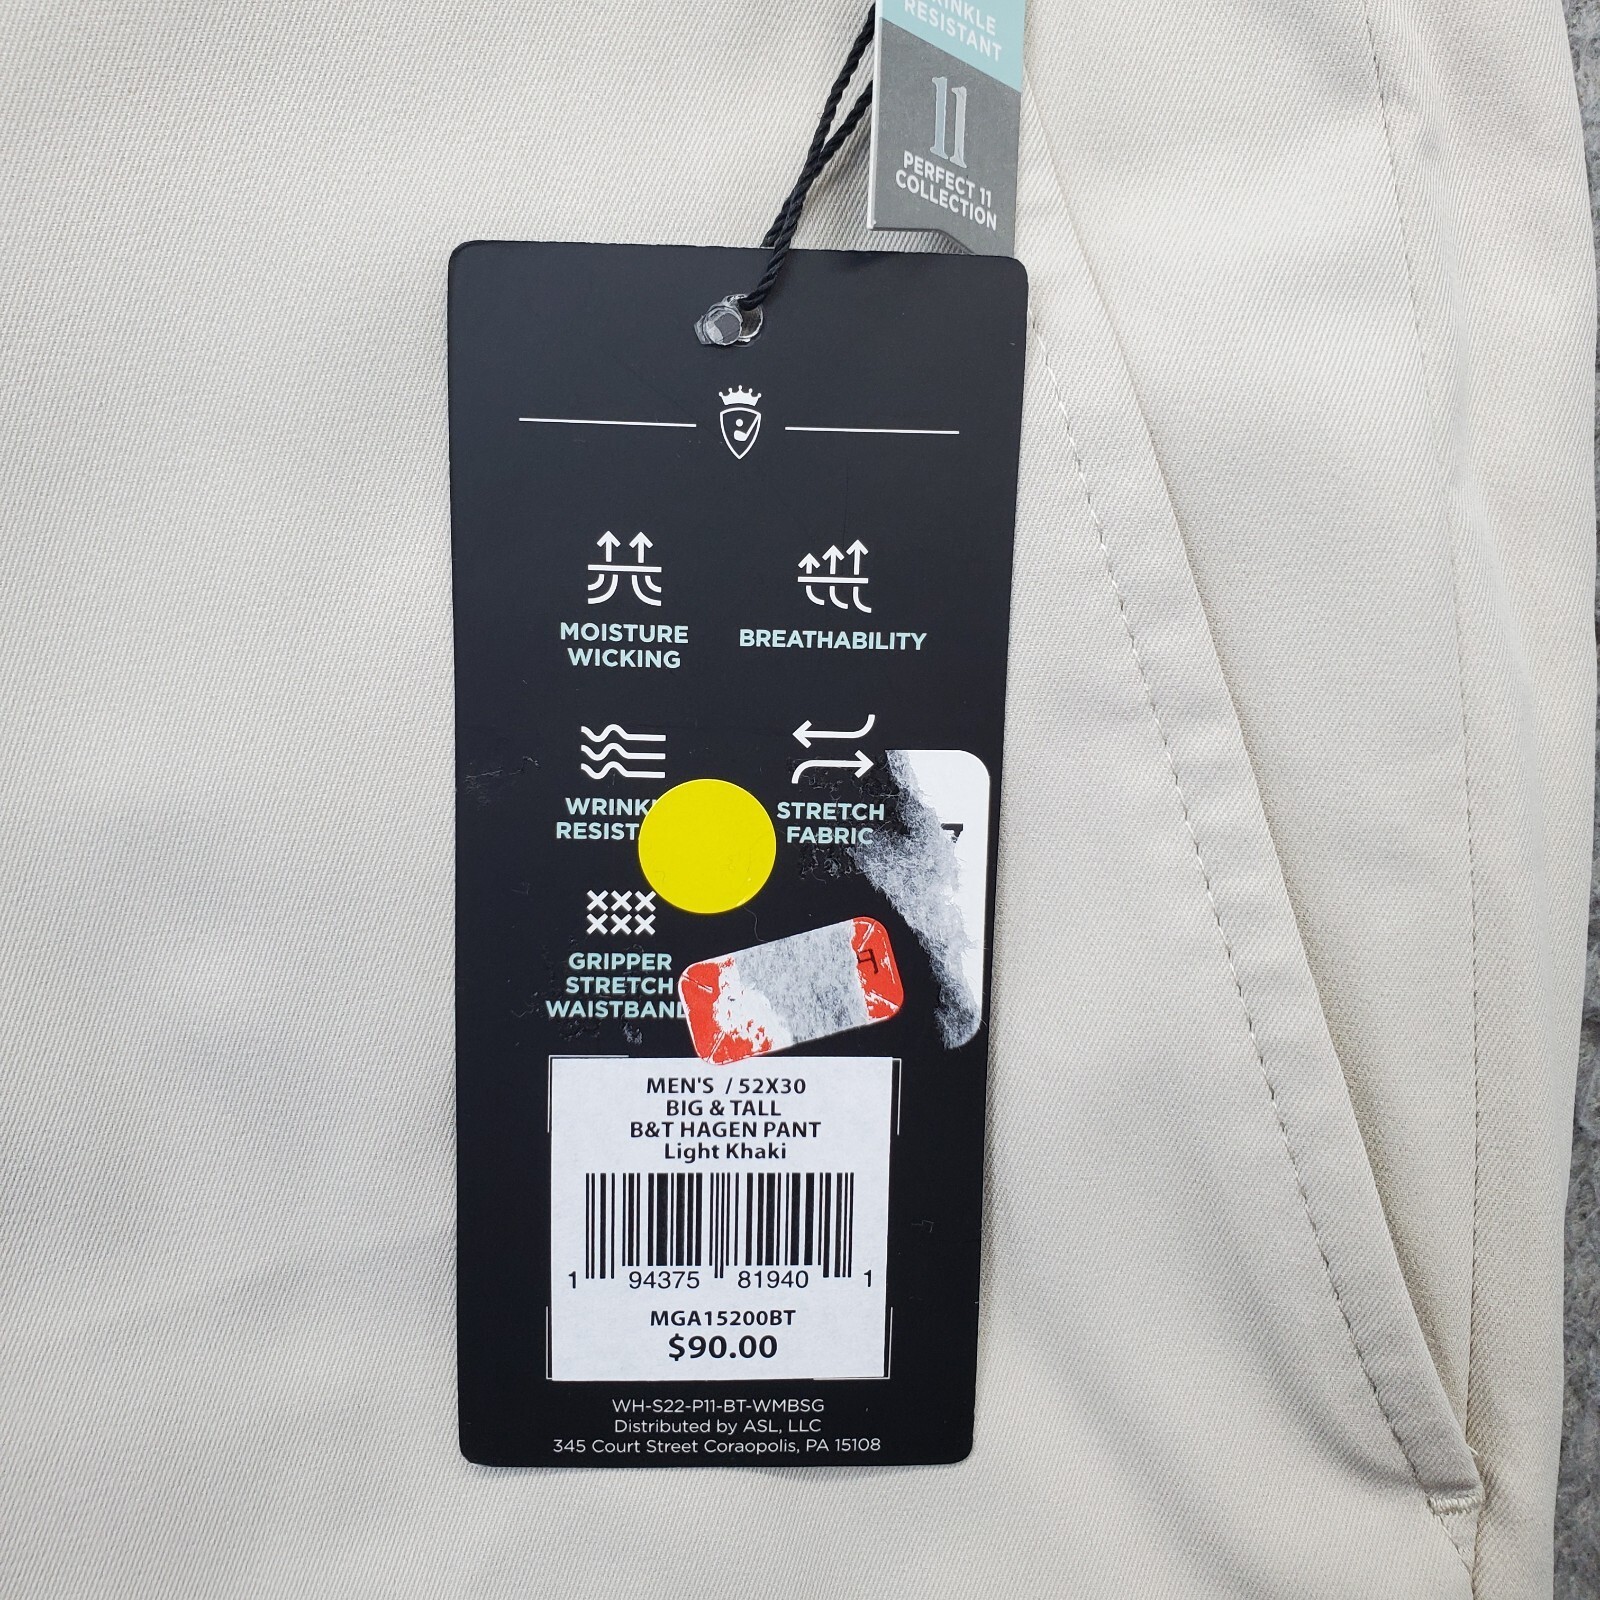 RESISTANT
11
PERFECT 11
COLLECTION
MOISTURE
WICKING
BREATHABILITY
STRETCH
FABRIC
GRIPPER
STRETCH
WAISTBAND
MEN'S / 52X30
BIG & TALL
B&T HAGEN PANT
Light Khaki
1 94375 81940 1
MGA15200BT
$90.00
WH-S22-P11-BT-WMBSG
Distributed by ASL, LLC
345 Court Street Coraopolis, PA 15108